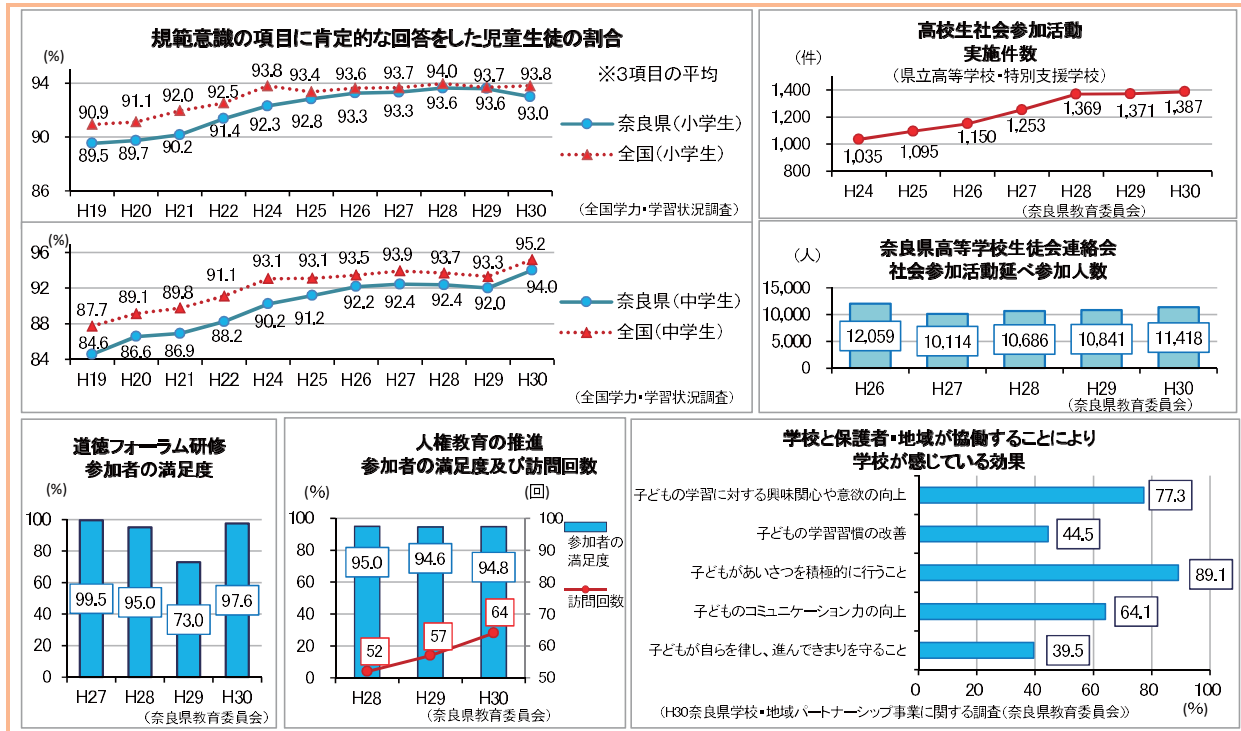 規範意識の項目に肯定的な回答をした児童生徒の割合
(%)
※3項目の平均
94
90
86
90.9 91.1 92.0 92.5 93.8 93.4 93.6 93.7 94.0 93.7 93.8
89.5 89.7 90.2 91.4 92.3 92.8 93.3 93.3 93.6 93.6 93.0
奈良県(小学生)
全国(小学生)
H19 H20 H21 H22 H24 H25 H26 H27 H28 H29 H30
(全国学力・学習状況調査)
(%)
96
92
88
84
87.7 89.1 89.8 91.1 93.1 93.1 93.5 93.9 93.7 93.3 95.2
84.6 86.6 86.9 88.2 90.2 91.2 92.2 92.4 92.4 92.0 94.0
奈良県(中学生)
全国(中学生)
H19 H20 H21 H22 H24 H25 H26 H27 H28 H29 H30
(全国学力・学習状況調査)
高校生社会参加活動
実施件数
(件)
(県立高等学校・特別支援学校)
1,400
1,200
1,000
800
1,035 1,095 1,150 1,253 1,369 1,371 1,387
H24 H25 H26 H27 H28 H29 H30
(奈良県教育委員会)
(人)
奈良県高等学校生徒会連絡会
社会参加活動延べ参加人数
15,000
10,000
5,000
0
12,059 10,114 10,686 10,841 11,418
H26 H27 H28 H29 H30
(奈良県教育委員会)
道徳フォーラム研修
参加者の満足度
(%)
100
80
60
40
20
0
99.5 95.0 73.0 97.6
H27 H28 H29 H30
(奈良県教育委員会)
人権教育の推進
参加者の満足度及び訪問回数
(%)
(回)
100
80
60
40
20
0
100
90
80
70
60
50
95.0 94.6 94.8
52 57 64
参加者の
満足度
訪問回数
H28 H29 H30
(奈良県教育委員会)
学校と保護者・地域が協働することにより
学校が感じている効果
子どもの学習に対する興味関心や意欲の向上 77.3
子どもの学習習慣の改善 44.5
子どもがあいさつを積極的に行うこと 89.1
子どものコミュニケーション力の向上 64.1
子どもが自らを律し、進んできまりを守ること 39.5
0 20 40 60 80 100
(%)
(H30奈良県学校・地域パートナーシップ事業に関する調査(奈良県教育委員会))